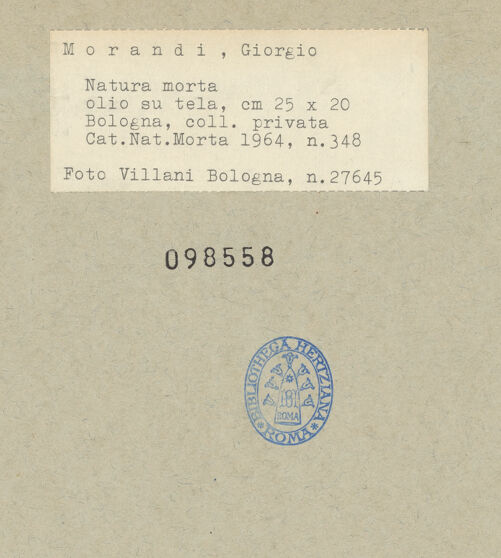 Morandi, Giorgio
Natura morta
olio su tela, cm 25 x 20
Bologna, coll. privata
Cat.Nat.Morta 1964, n.348
Foto Villani Bologna, n.27645
098558
BIBLIOTHECA HERTZIANA
* ROMA *
ROMA